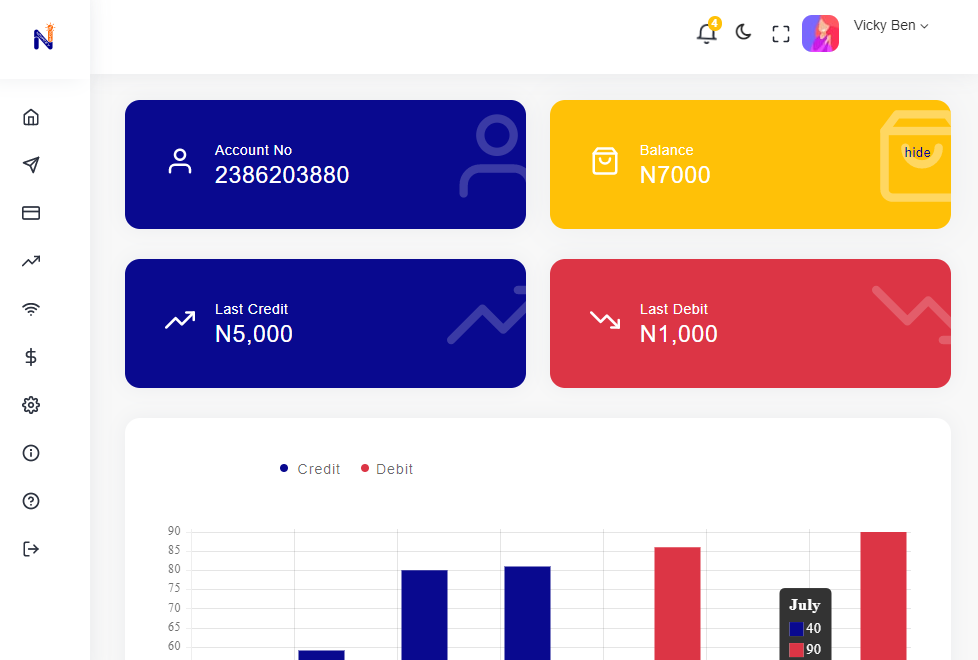 N
4
Vicky Ben
Account No
2386203880
Balance
N7000
hide
Last Credit
N5,000
Last Debit
N1,000
Credit
Debit
90
85
80
75
70
65
60
July
40
90